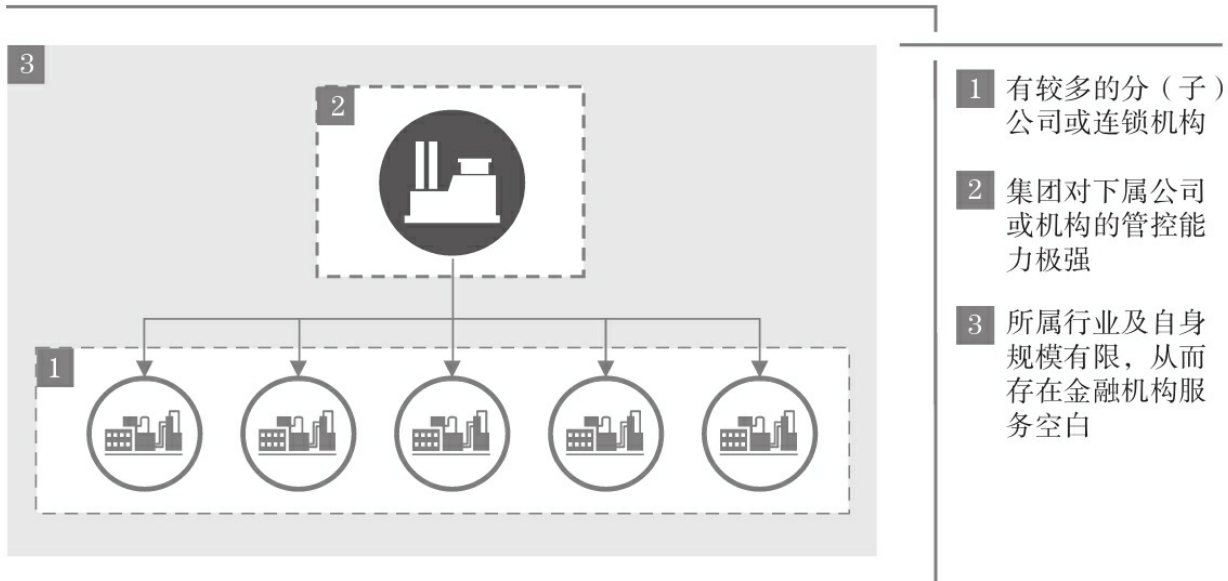 3
2
1
1 有较多的分（子）
公司或连锁机构
2 集团对下属公司
或机构的管控能
力极强
3 所属行业及自身
规模有限，从而
存在金融机构服
务空白